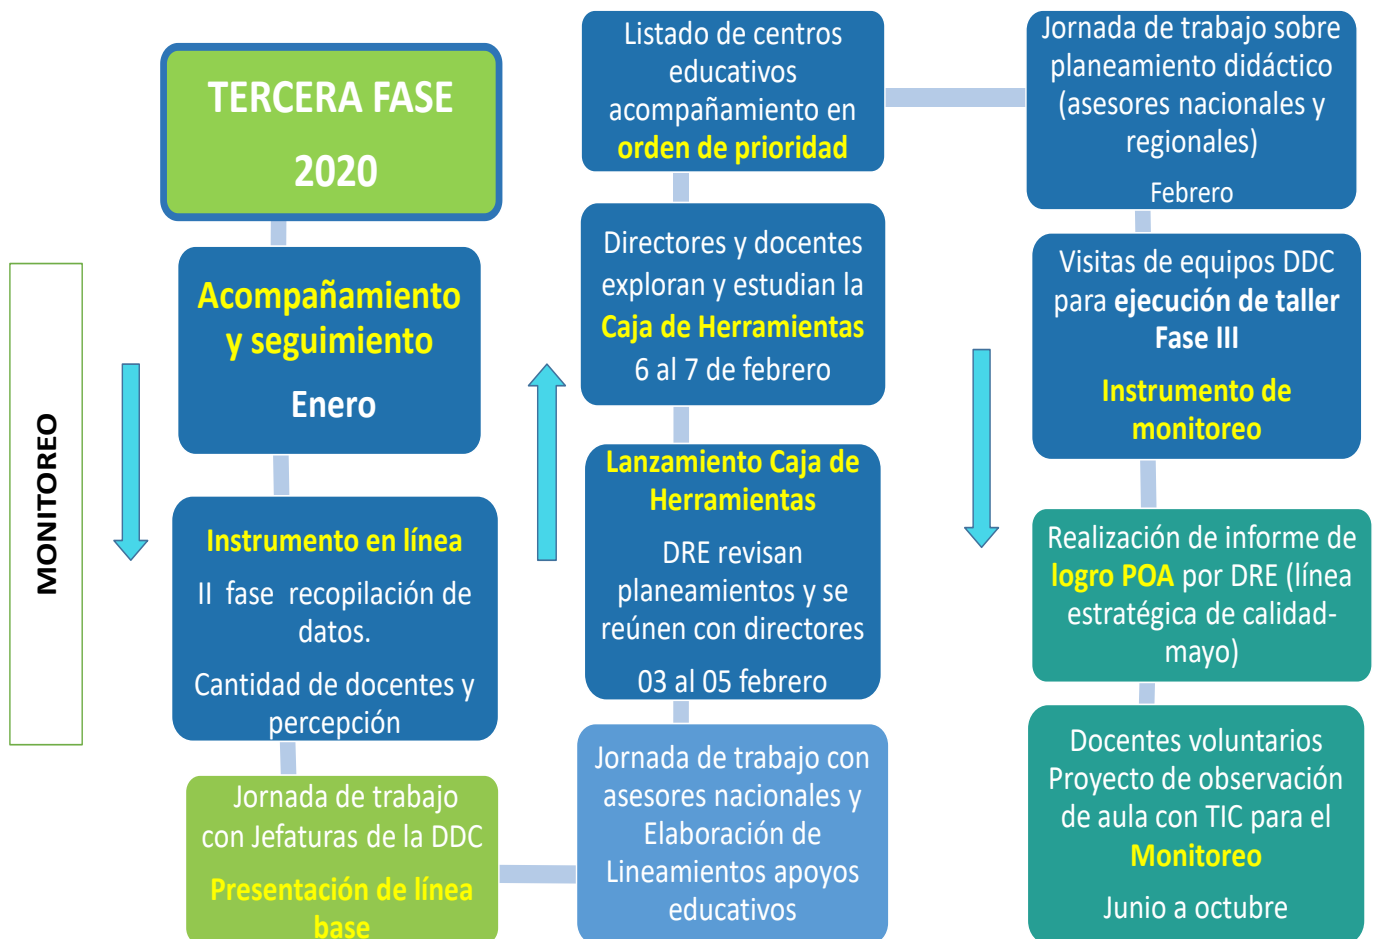 MONITOREO
TERCERA FASE
2020
Acompañamiento
y seguimiento
Enero
Instrumento en línea
II fase recopilación de
datos.
Cantidad de docentes y
percepción
Jornada de trabajo
con Jefaturas de la DDC
Presentación de línea
base
Jornada de trabajo con
asesores nacionales y
Elaboración de
Lineamientos apoyos
educativos
Lanzamiento Caja de
Herramientas
DRE revisan
planeamientos y se
reúnen con directores
03 al 05 febrero
Directores y docentes
exploran y estudian la
Caja de Herramientas
6 al 7 de febrero
Listado de centros
educativos
acompañamiento en
orden de prioridad
Jornada de trabajo sobre
planeamiento didáctico
(asesores nacionales y
regionales)
Febrero
Visitas de equipos DDC
para ejecución de taller
Fase III
Instrumento de
monitoreo
Realización de informe de
logro POA por DRE (línea
estratégica de calidad-
mayo)
Docentes voluntarios
Proyecto de observación
de aula con TIC para el
Monitoreo
Junio a octubre